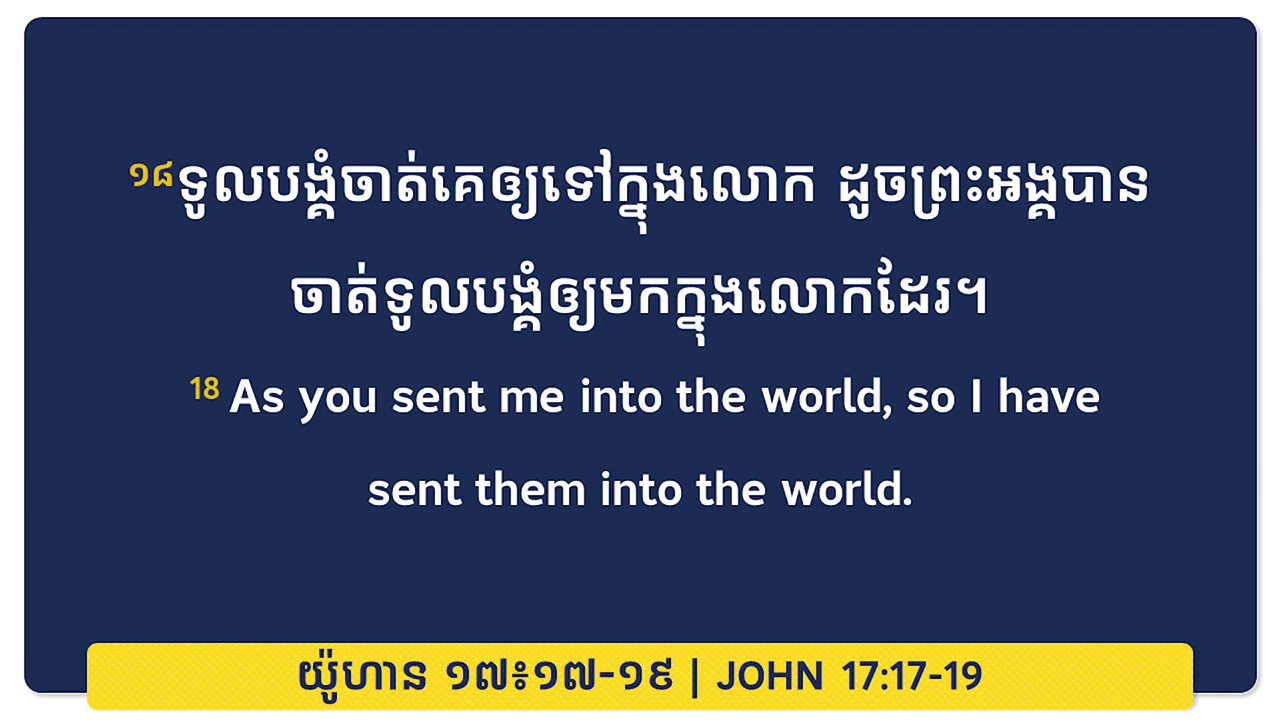 ១៨ទូលបង្គំចាត់គេឲ្យទៅក្នុងលោក ដូចព្រះអង្គបាន
ចាត់ទូលបង្គំឲ្យមកក្នុងលោកដែរ។
18 As you sent me into the world, so I have
sent them into the world.
យ៉ូហាន ១៧៖១៧-១៩ | JOHN 17:17-19